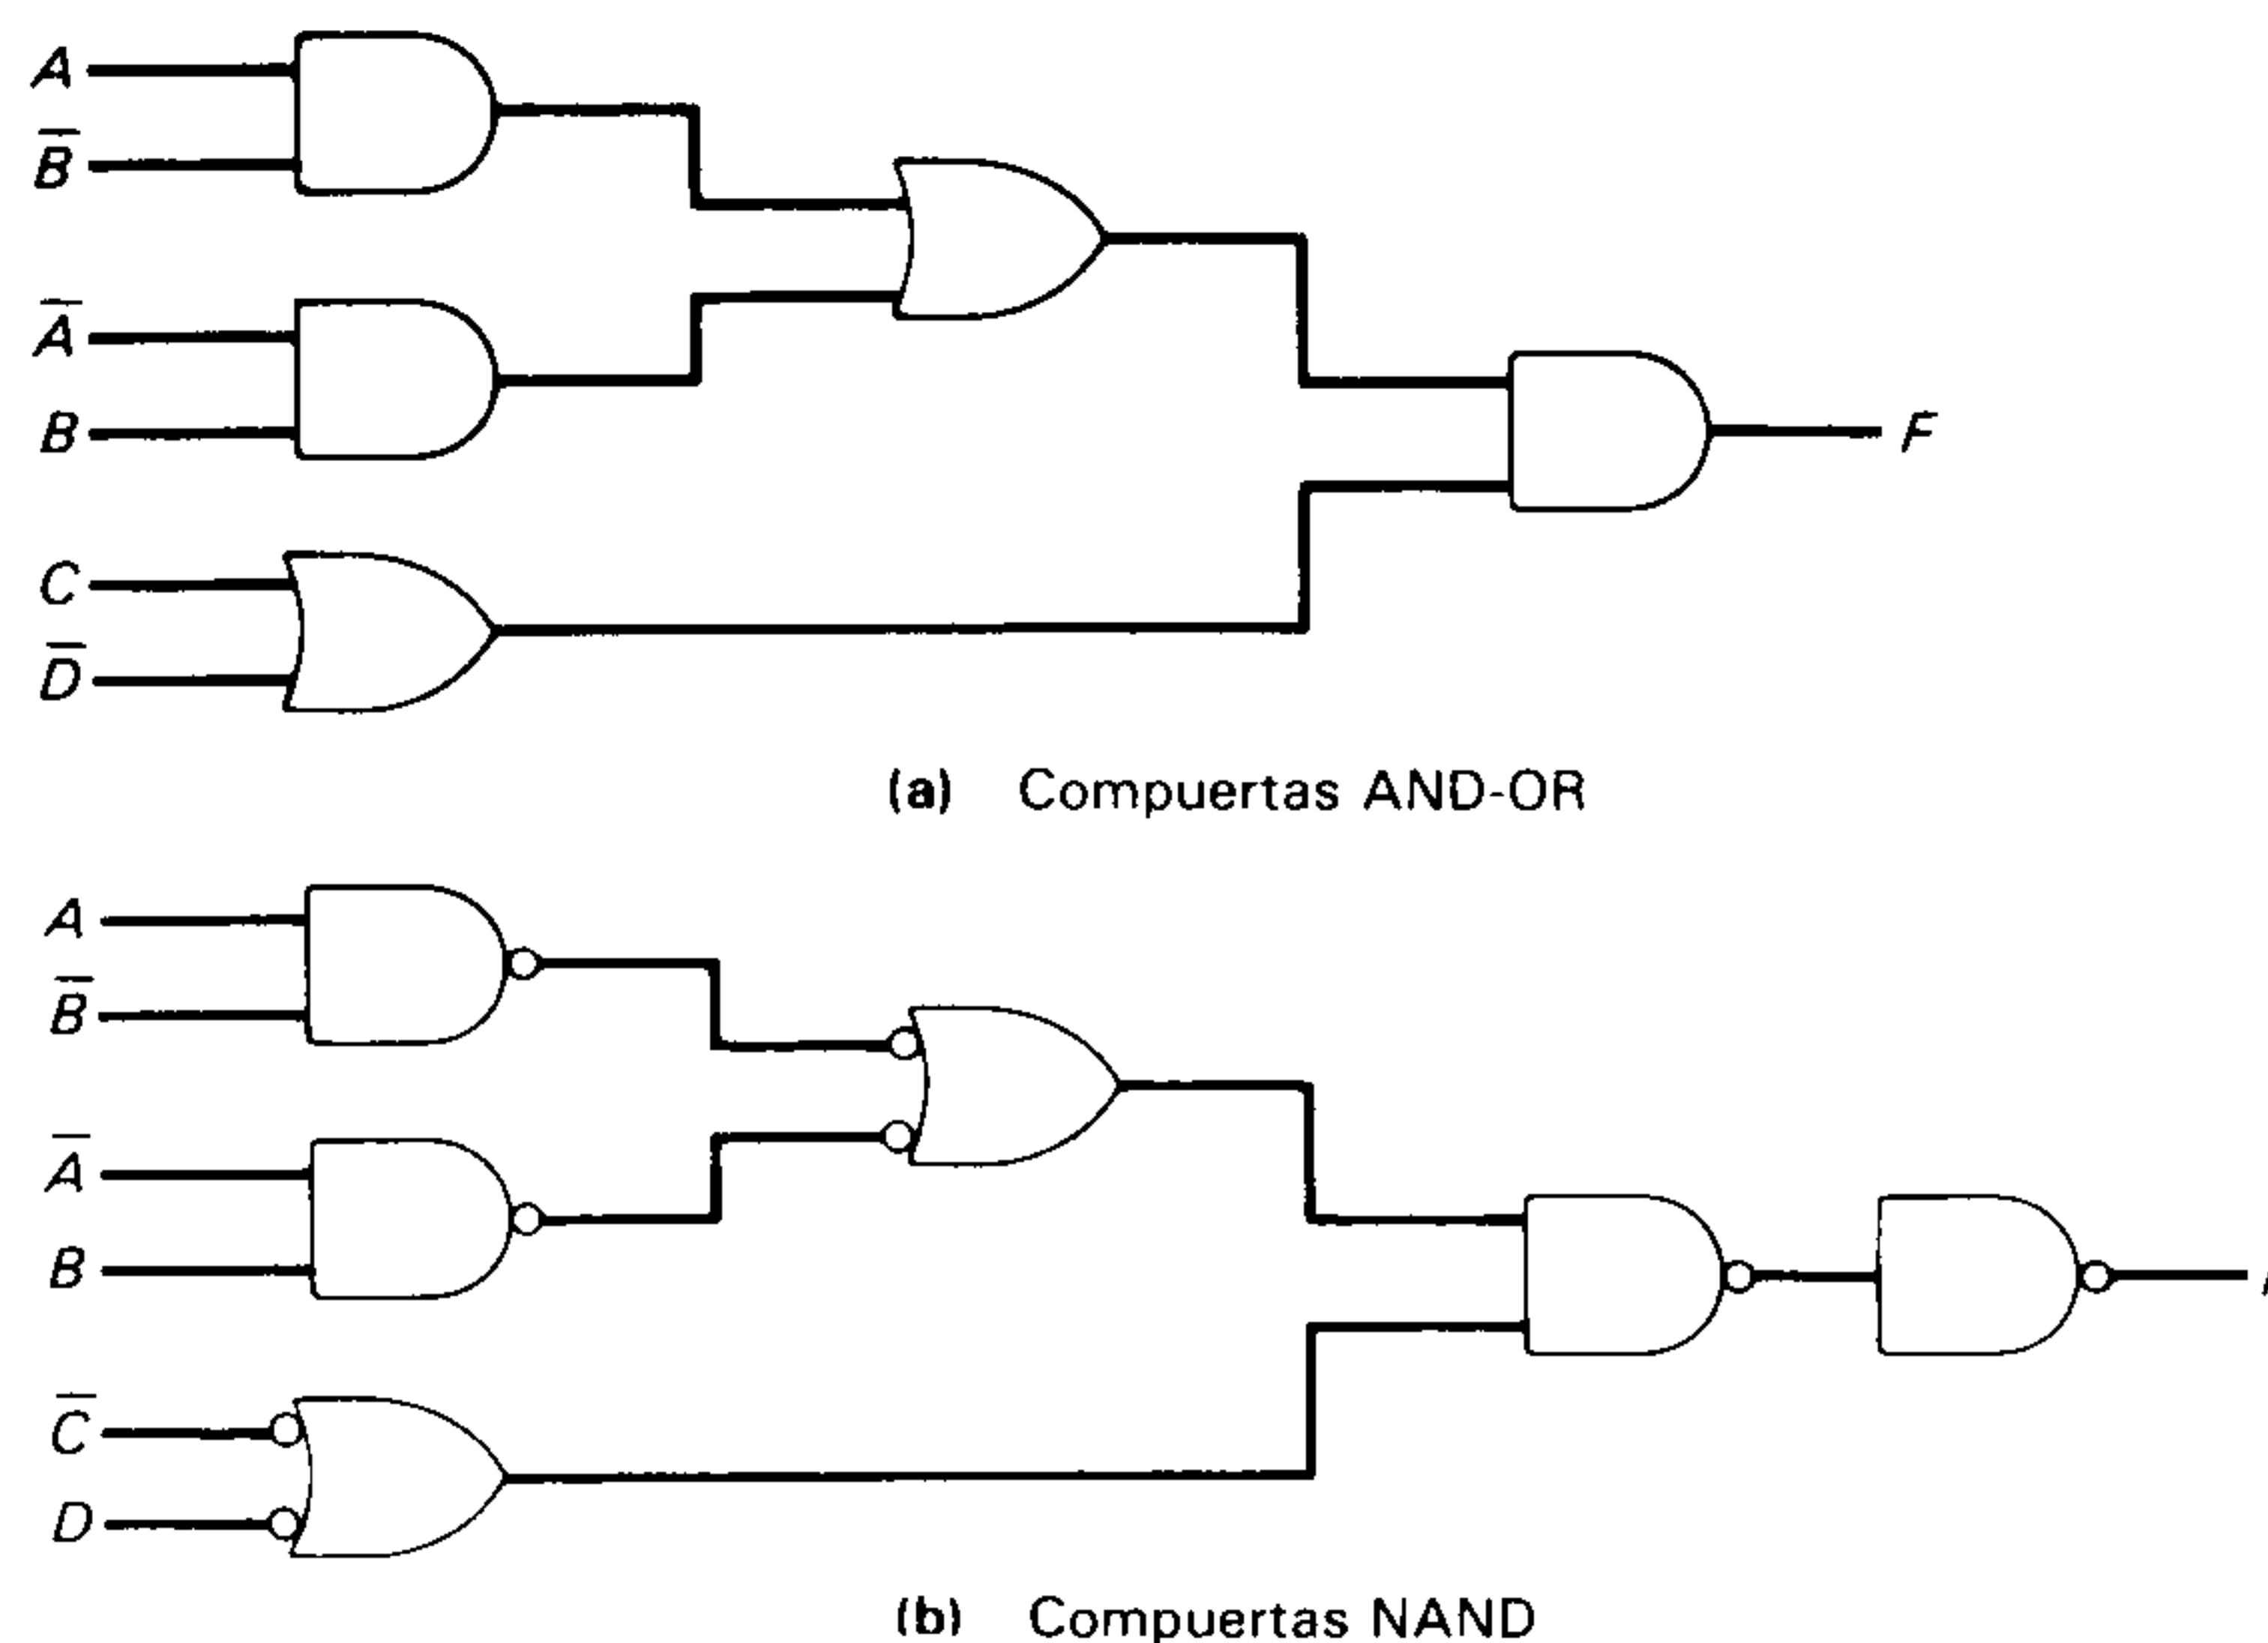 A
B̅
A̅
B
C
D̅
F
(a) Compuertas AND-OR
A
B̅
A̅
B
C̅
D
(b) Compuertas NAND